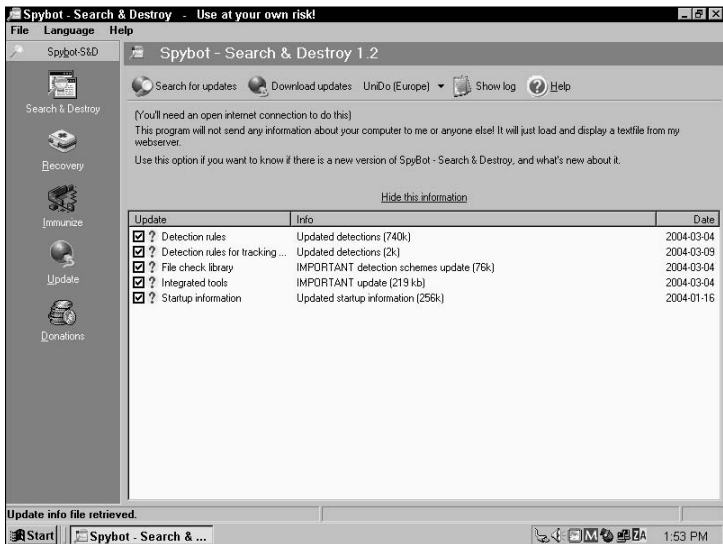 Spybot - Search & Destroy - Use at your own risk!
File Language Help
Spybot-S&D
Spybot - Search & Destroy 1.2
Search for updates Download updates UniDo (Europe) Show log Help
Search & Destroy
Recovery
Immunize
Update
Donations
(You'll need an open internet connection to do this)
This program will not send any information about your computer to me or anyone else! It will just load and display a textfile from my
webserver.
Use this option if you want to know if there is a new version of SpyBot - Search & Destroy, and what's new about it.
Hide this information
Update Info Date
? Detection rules Updated detections (740k) 2004-03-04
? Detection rules for tracking ... Updated detections (2k) 2004-03-09
? File check library IMPORTANT detection schemes update (76k) 2004-03-04
? Integrated tools IMPORTANT update (219 kb) 2004-03-04
? Startup information Updated startup information (256k) 2004-01-16
Update info file retrieved.
Start Spybot - Search & ... M ZA 1:53 PM